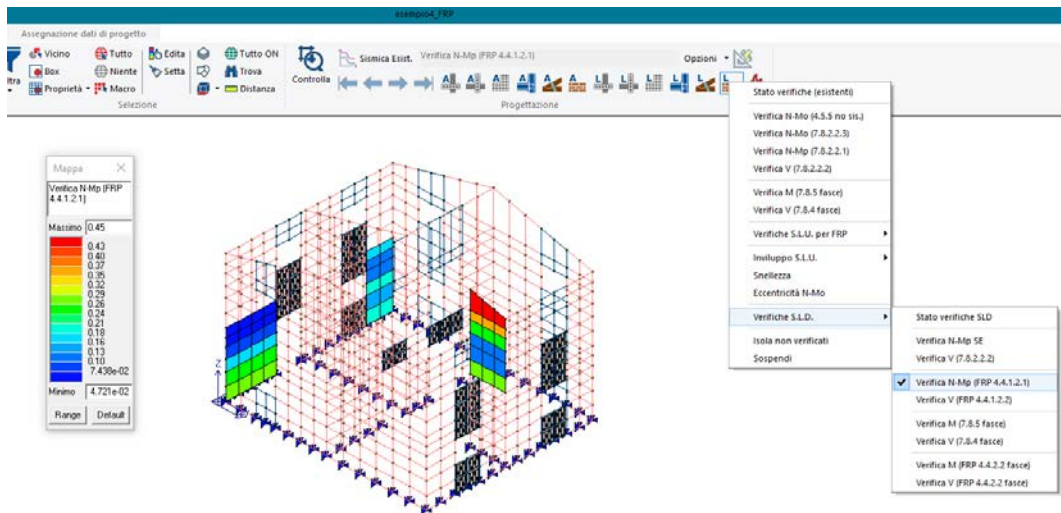 esempio4_FRP
Assegnazione dati di progetto
Vicino
Tutto
Edita
Tutto ON
Box
Niente
Setta
Trova
Proprietà
Macro
Distanza
Selezione
Controlla
Sismica Esist.
Verifica N-Mp (FRP 4.4.1.2.1)
Opzioni
Progettazione
Mappa
Verifica N-Mp (FRP
4.4.1.2.1)
Massimo 0.45
0.43
0.40
0.37
0.35
0.32
0.29
0.26
0.24
0.21
0.18
0.16
0.13
0.10
7.438e-02
Minimo 4.721e-02
Range Default
Z
Stato verifiche (esistenti)
Verifica N-Mo (4.5.5 no sis.)
Verifica N-Mo (7.8.2.2.3)
Verifica N-Mp (7.8.2.2.1)
Verifica V (7.8.2.2.2)
Verifica M (7.8.5 fasce)
Verifica V (7.8.4 fasce)
Verifiche S.L.U. per FRP
Inviluppo S.L.U.
Snellezza
Eccentricità N-Mo
Verifiche S.L.D.
Isola non verificati
Sospendi
Stato verifiche SLD
Verifica N-Mp SE
Verifica V (7.8.2.2.2)
Verifica N-Mp (FRP 4.4.1.2.1)
Verifica V (FRP 4.4.1.2.2)
Verifica M (7.8.5 fasce)
Verifica V (7.8.4 fasce)
Verifica M (FRP 4.4.2.2 fasce)
Verifica V (FRP 4.4.2.2 fasce)